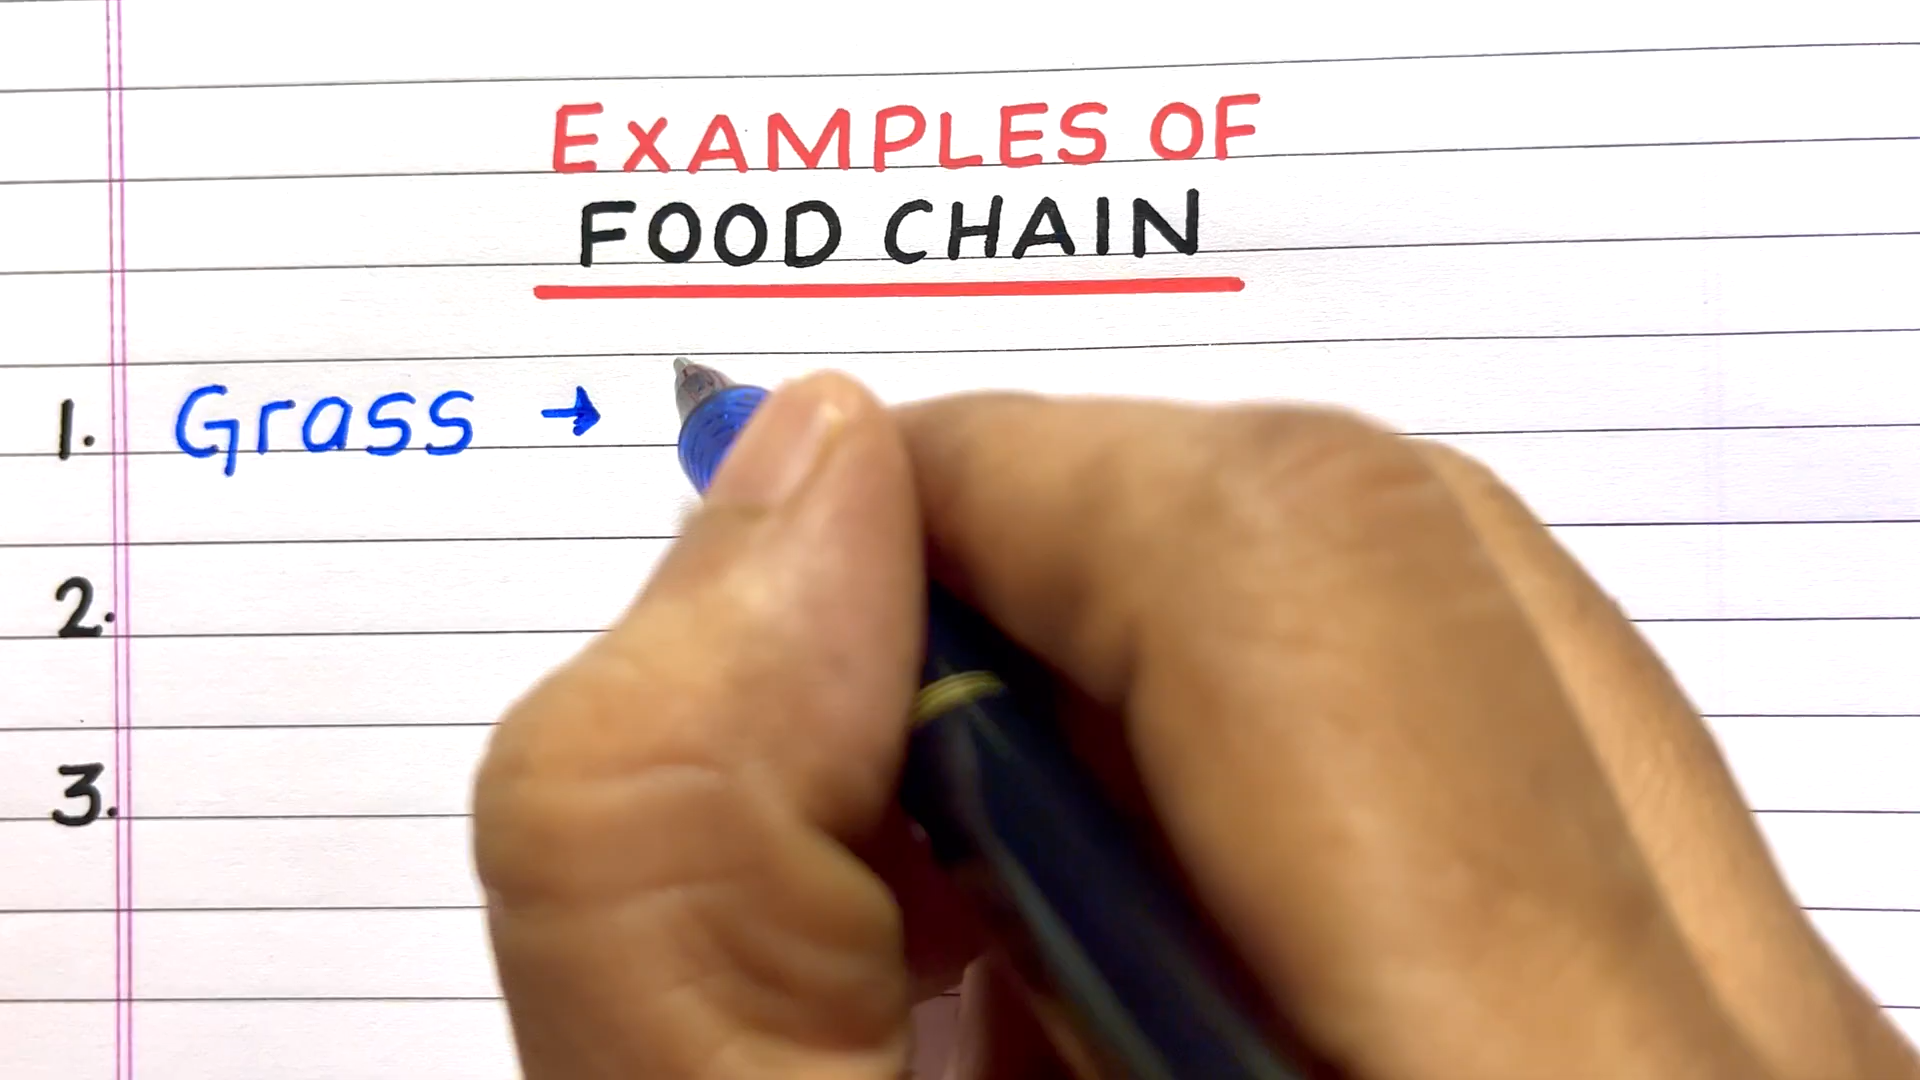 EXAMPLES OF
FOOD CHAIN
1. Grass →
2.
3.